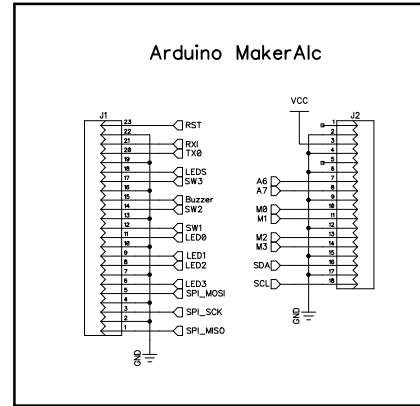 Arduino MakerAlc
J1
23 RST
22
21 RXI
20 TX0
19
18 LEDS
17 SW3
16
15 Buzzer
14 SW2
13
12 SW1
11 LED0
10
9 LED1
8 LED2
7
6 LED3
5 SPI_MOSI
4
3 SPI_SCK
2
1 SPI_MISO
GND
VCC
J2
1
2
3
4
5
6
A6 7
A7 8
9
M0 10
M1 11
12
M2 13
M3 14
15
SDA 16
17
SCL 18
GND